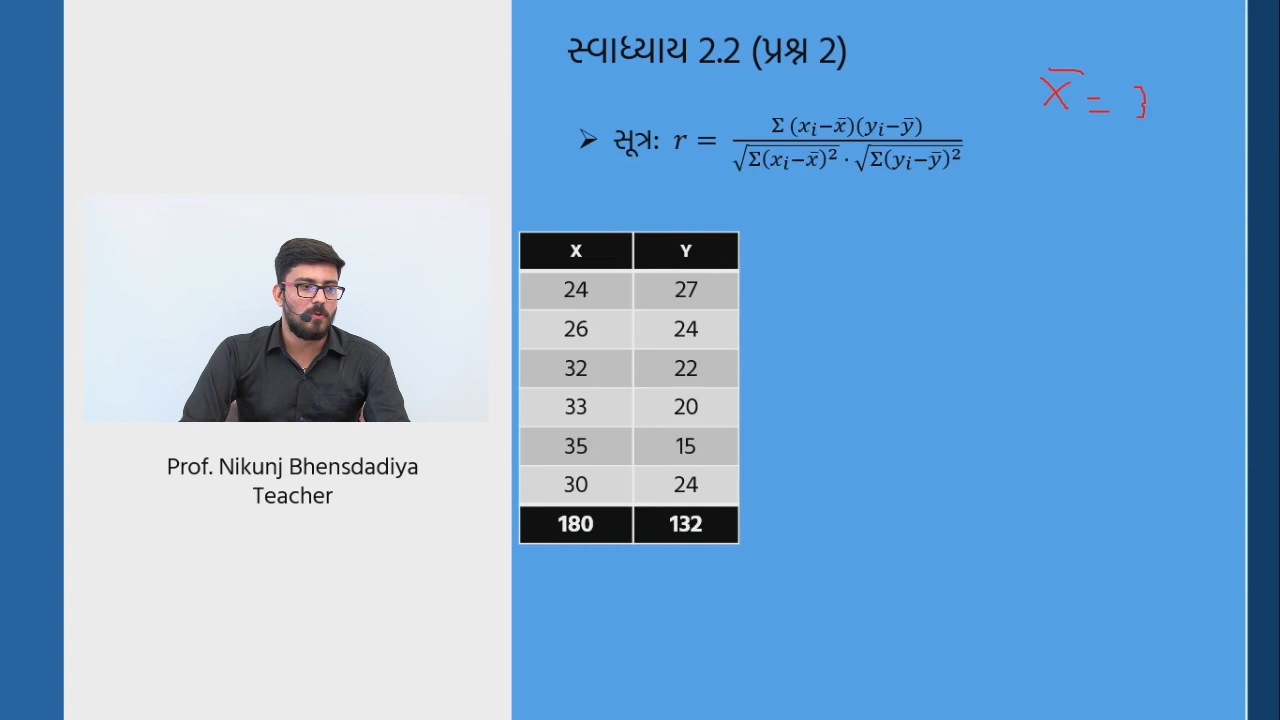 સ્વાધ્યાય 2.2 (પ્રશ્ન 2)
x̄ = 3
➢ સૂત્ર: r = Σ (xᵢ−x̄)(yᵢ−ȳ) / √Σ(xᵢ−x̄)² · √Σ(yᵢ−ȳ)²
X Y
24 27
26 24
32 22
33 20
35 15
30 24
180 132
Prof. Nikunj Bhensdadiya
Teacher